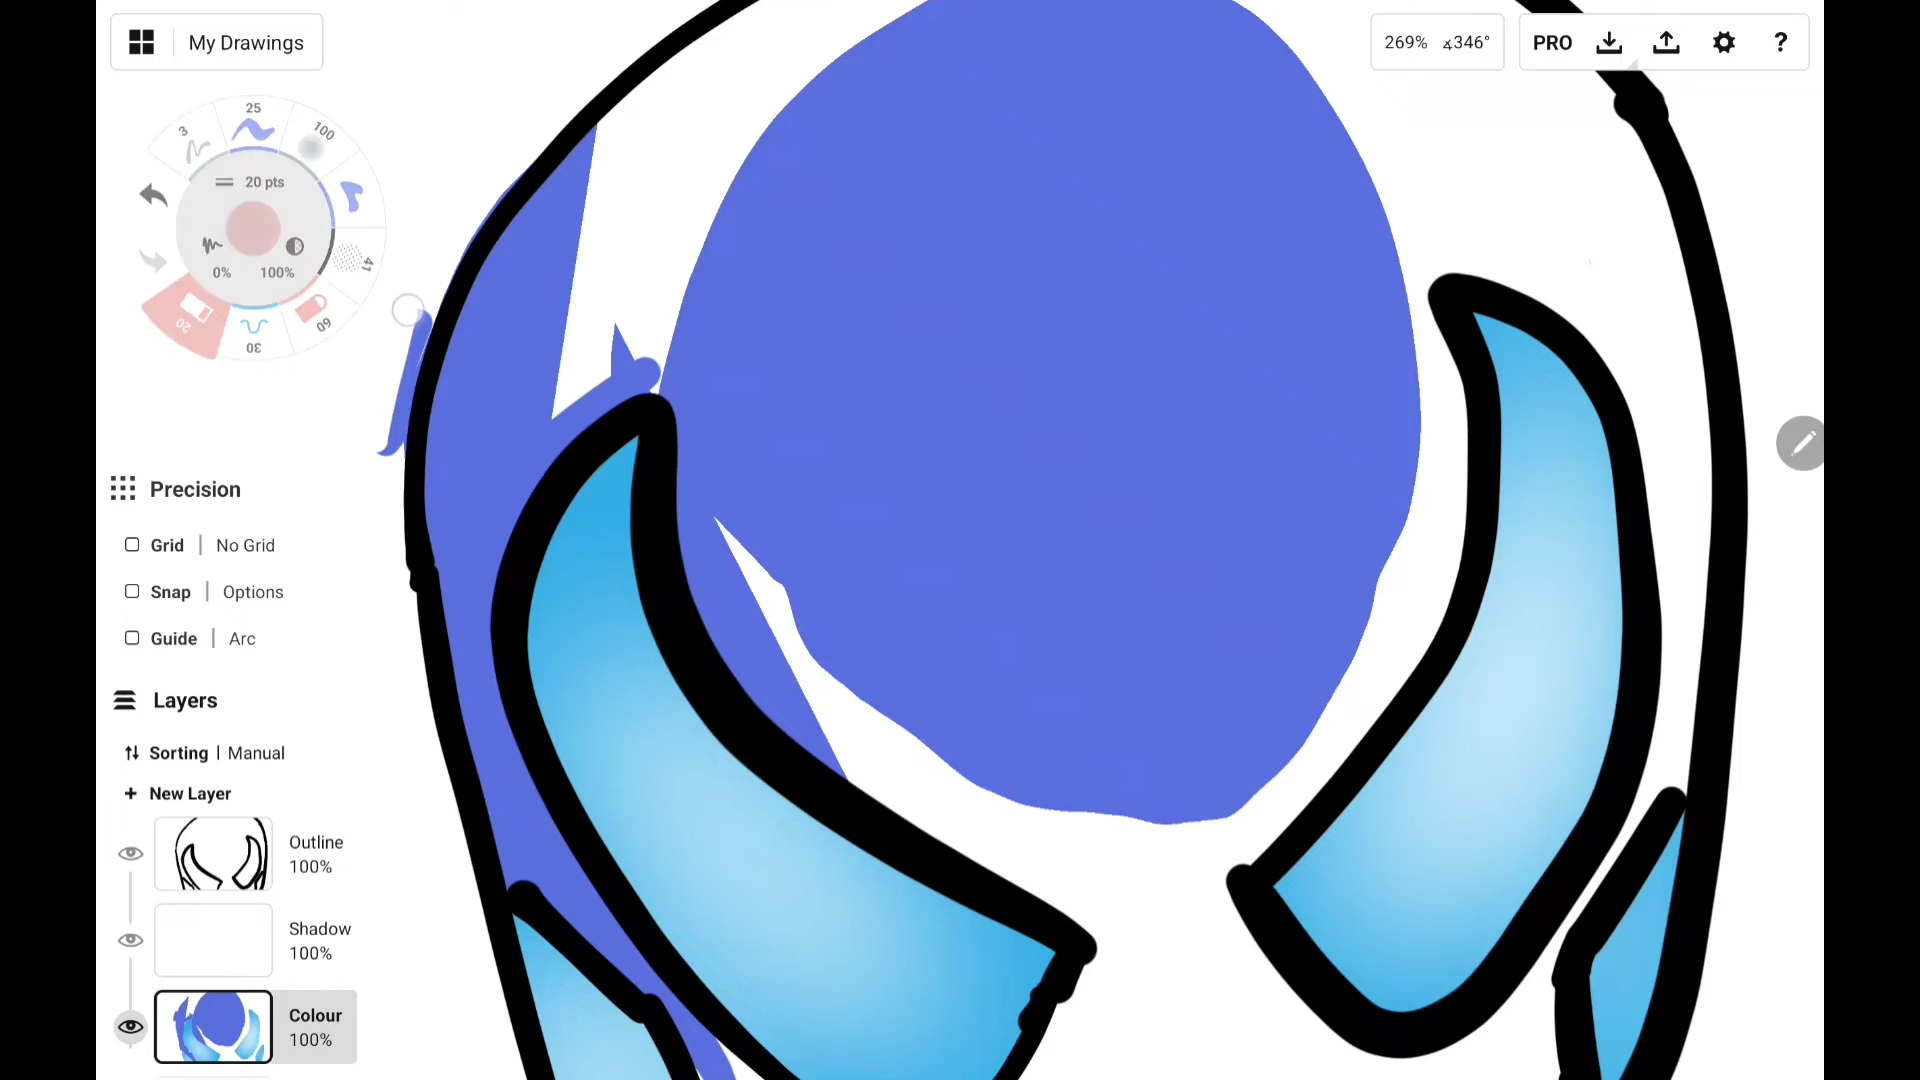 My Drawings
269% ∡346°
PRO
?
25
3
100
20 pts
41
0% 100%
20
60
30
Precision
Grid | No Grid
Snap | Options
Guide | Arc
Layers
Sorting | Manual
+ New Layer
Outline
100%
Shadow
100%
Colour
100%